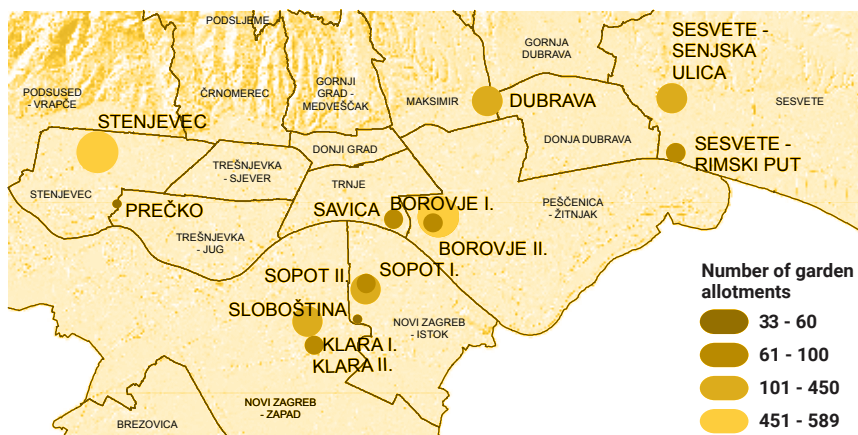 PODSLJEME
SESVETE -
SENJSKA
ULICA
GORNJA
DUBRAVA
PODSUSED
- VRAPČE
ČRNOMEREC
GORNJI
GRAD -
MEDVEŠČAK
MAKSIMIR
DUBRAVA
SESVETE
STENJEVEC
DONJI GRAD
DONJA DUBRAVA
SESVETE -
RIMSKI PUT
TREŠNJEVKA
- SJEVER
STENJEVEC
TRNJE
PREČKO
SAVICA
BOROVJE I.
PEŠČENICA
- ŽITNJAK
TREŠNJEVKA
- JUG
BOROVJE II.
SOPOT II.
SOPOT I.
SLOBOŠTINA
NOVI ZAGREB
- ISTOK
KLARA I.
KLARA II.
NOVI ZAGREB
- ZAPAD
BREZOVICA
Number of garden
allotments
33 - 60
61 - 100
101 - 450
451 - 589